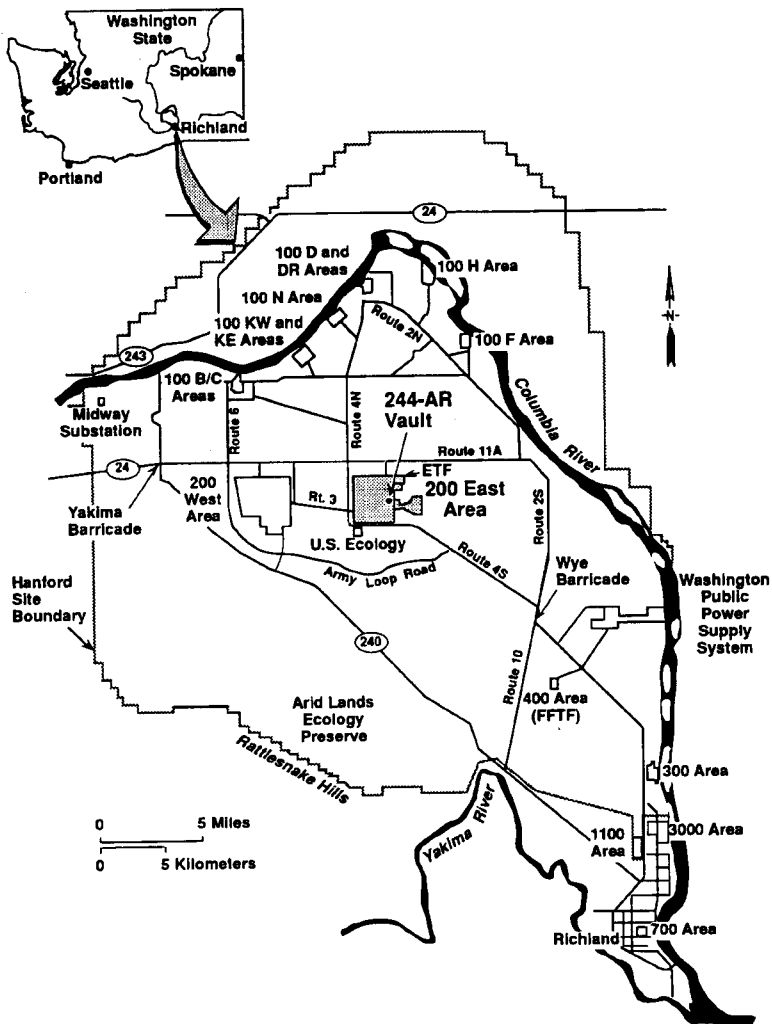 Washington
State
Spokane
Seattle
Richland
Portland
24
100 D and
DR Areas
100 H Area
100 N Area
N
Route 2N
100 KW and
KE Areas
100 F Area
243
100 B/C
Areas
Midway
Substation
Route 6
Route 4N
244-AR
Vault
Columbia River
Route 11A
24
ETF
200
West
Area
Rt. 3
200 East
Area
Route 2S
Yakima
Barricade
U.S. Ecology
Army Loop Road
Route 4S
Wye
Barricade
Hanford
Site
Boundary
Washington
Public
Power
Supply
System
240
Route 10
400 Area
(FFTF)
Arid Lands
Ecology
Preserve
Rattlesnake Hills
300 Area
Yakima River
0 5 Miles
0 5 Kilometers
1100
Area
3000 Area
Richland
700 Area